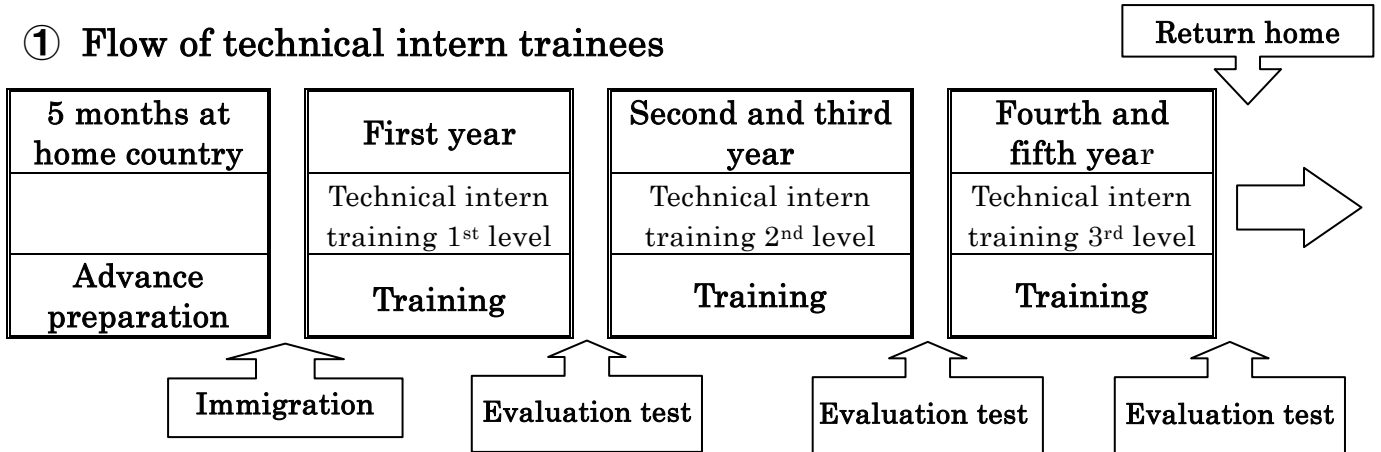 ① Flow of technical intern trainees
Return home
5 months at
home country
Advance
preparation
First year
Technical intern
training 1st level
Training
Second and third
year
Technical intern
training 2nd level
Training
Fourth and
fifth year
Technical intern
training 3rd level
Training
Immigration
Evaluation test
Evaluation test
Evaluation test